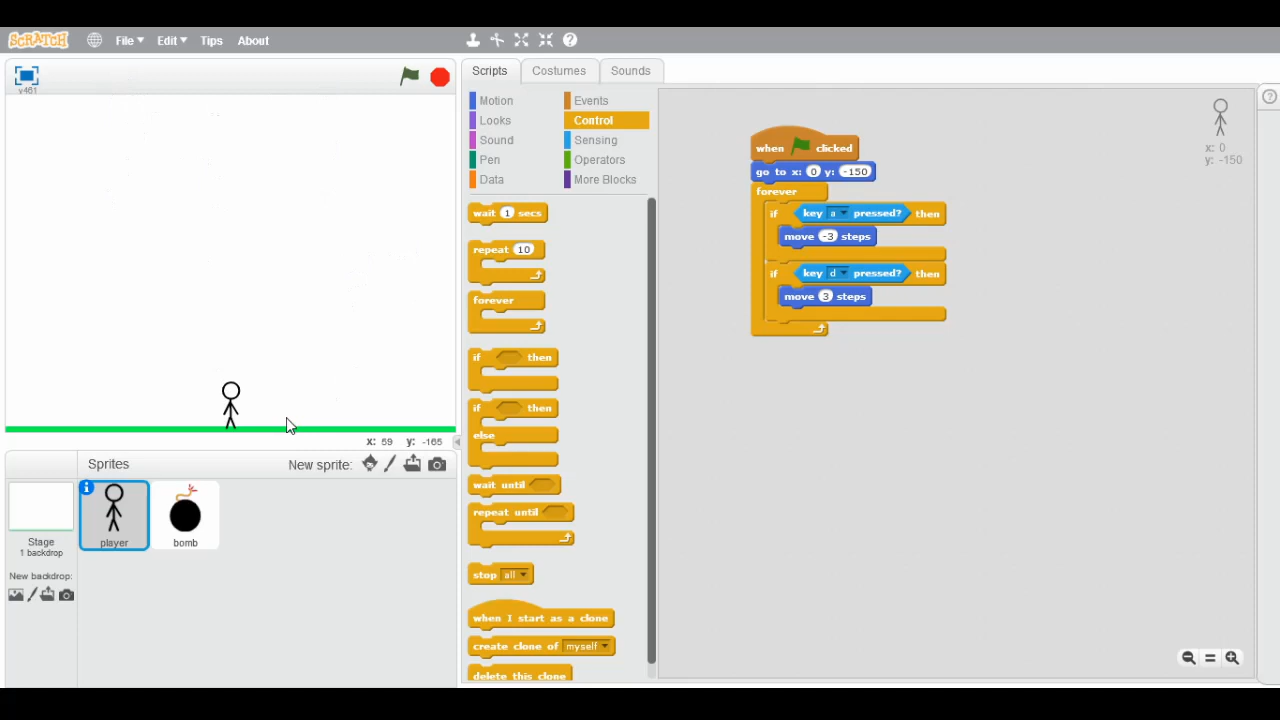 SCRATCH File Edit Tips About
v461
Scripts Costumes Sounds
Motion Events
Looks Control
Sound Sensing
Pen Operators
Data More Blocks
wait 1 secs
repeat 10
forever
if then
if then
else
wait until
repeat until
stop all
when I start as a clone
create clone of myself
delete this clone
when clicked
go to x: 0 y: -150
forever
if key a pressed? then
move -3 steps
if key d pressed? then
move 3 steps
x: 0
y: -150
x: 59 y: -165
Sprites New sprite:
Stage
1 backdrop
New backdrop:
player
bomb